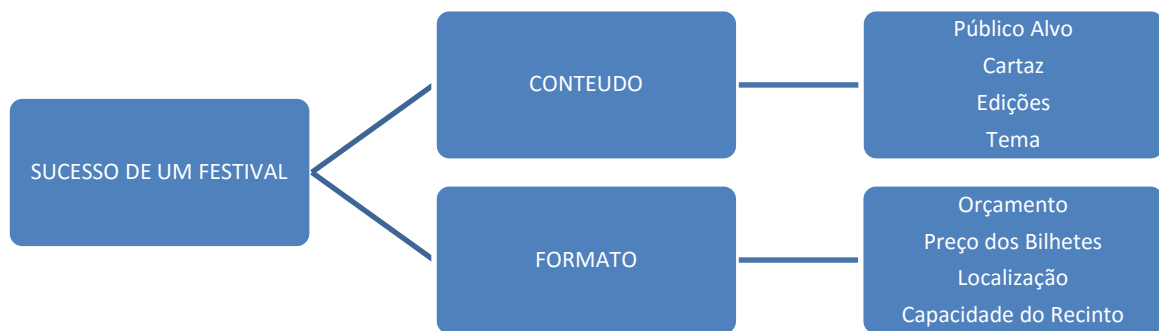 SUCESSO DE UM FESTIVAL
CONTEUDO
Público Alvo
Cartaz
Edições
Tema
FORMATO
Orçamento
Preço dos Bilhetes
Localização
Capacidade do Recinto